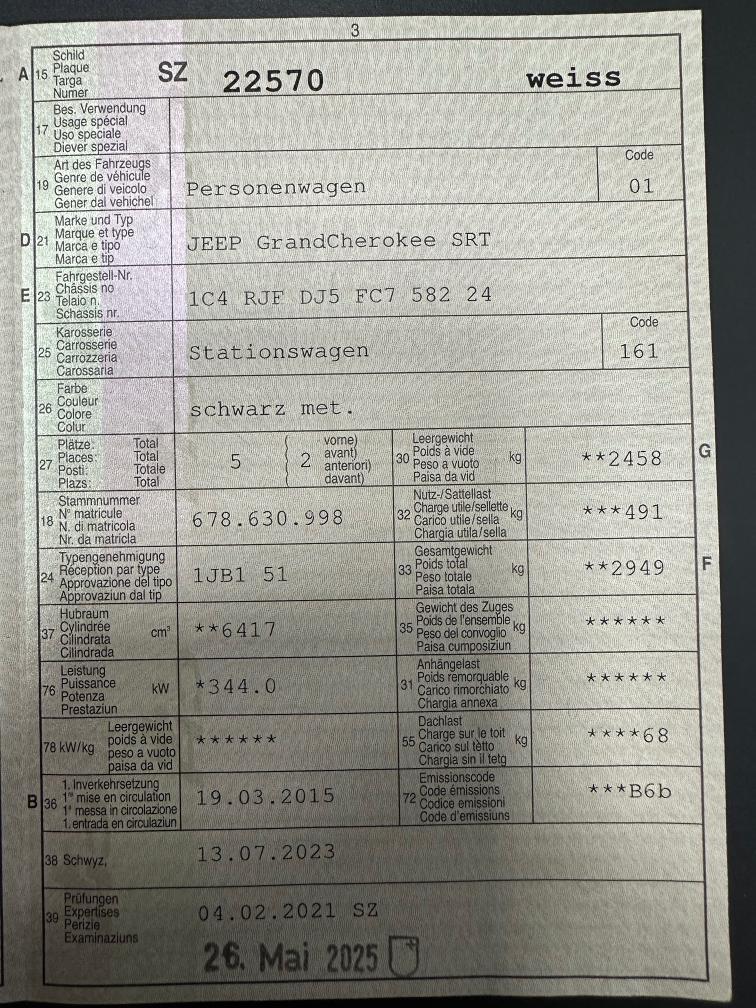 3
A 15 Schild
Plaque
Targa
Numer
SZ 22570 weiss
17 Bes. Verwendung
Usage spécial
Uso speciale
Diever spezial
19 Art des Fahrzeugs
Genre de véhicule
Genere di veicolo
Gener dal vehichel
Personenwagen
Code
01
D 21 Marke und Typ
Marque et type
Marca e tipo
Marca e tip
JEEP GrandCherokee SRT
E 23 Fahrgestell-Nr.
Châssis no
Telaio n.
Schassis nr.
1C4 RJF DJ5 FC7 582 24
25 Karosserie
Carrosserie
Carrozzeria
Carossaria
Stationswagen
Code
161
26 Farbe
Couleur
Colore
Colur
schwarz met.
27 Plätze: Total
Places: Total
Posti: Totale
Plazs: Total
5 ( 2 vorne)
avant)
anteriori)
davant)
30 Leergewicht
Poids à vide
Peso a vuoto
Paisa da vid
kg
**2458
G
18 Stammnummer
N° matricule
N. di matricola
Nr. da matricla
678.630.998
32 Nutz-/Sattellast
Charge utile/sellette
Carico utile/sella
Chargia utila/sella
kg
***491
24 Typengenehmigung
Réception par type
Approvazione del tipo
Approvaziun dal tip
1JB1 51
33 Gesamtgewicht
Poids total
Peso totale
Paisa totala
kg
**2949
F
37 Hubraum
Cylindrée
Cilindrata
Cilindrada
cm³
**6417
35 Gewicht des Zuges
Poids de l'ensemble
Peso del convoglio
Paisa cumposiziun
kg
******
76 Leistung
Puissance
Potenza
Prestaziun
kW
*344.0
31 Anhängelast
Poids remorquable
Carico rimorchiato
Chargia annexa
kg
******
78 kW/kg
Leergewicht
poids à vide
peso a vuoto
paisa da vid
******
55 Dachlast
Charge sur le toit
Carico sul tetto
Chargia sin il tetg
kg
****68
B 36 1. Inverkehrsetzung
1re mise en circulation
1a messa in circolazione
1. entrada en circulaziun
19.03.2015
72 Emissionscode
Code émissions
Codice emissioni
Code d'emissiuns
***B6b
38 Schwyz,
13.07.2023
39 Prüfungen
Expertises
Perizie
Examinaziuns
04.02.2021 SZ
26. Mai 2025